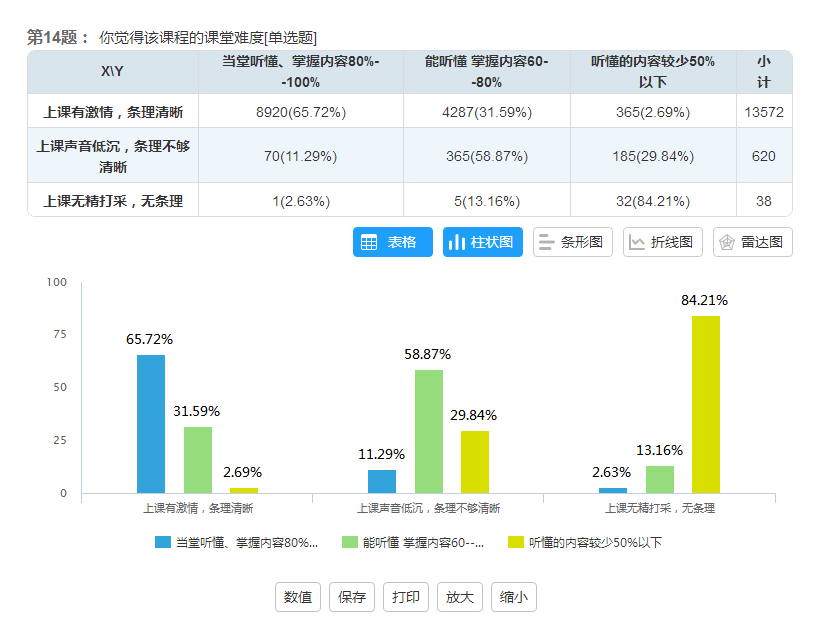 第14题： 你觉得该课程的课堂难度[单选题]
X\Y
当堂听懂、掌握内容80%-
-100%
能听懂 掌握内容60-
-80%
听懂的内容较少50%
以下
小
计
上课有激情，条理清晰 8920(65.72%) 4287(31.59%) 365(2.69%) 13572
上课声音低沉，条理不够
清晰
70(11.29%) 365(58.87%) 185(29.84%) 620
上课无精打采，无条理 1(2.63%) 5(13.16%) 32(84.21%) 38
表格 柱状图 条形图 折线图 雷达图
100
75
50
25
0
65.72%
31.59%
2.69%
11.29%
58.87%
29.84%
2.63%
13.16%
84.21%
上课有激情，条理清晰 上课声音低沉，条理不够清晰 上课无精打采，无条理
当堂听懂、掌握内容80%... 能听懂 掌握内容60--... 听懂的内容较少50%以下
数值 保存 打印 放大 缩小